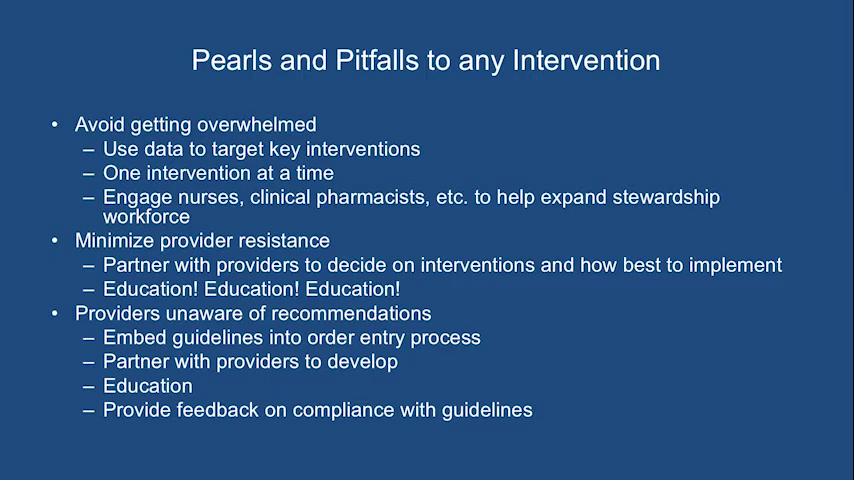 Pearls and Pitfalls to any Intervention
• Avoid getting overwhelmed
– Use data to target key interventions
– One intervention at a time
– Engage nurses, clinical pharmacists, etc. to help expand stewardship
workforce
• Minimize provider resistance
– Partner with providers to decide on interventions and how best to implement
– Education! Education! Education!
• Providers unaware of recommendations
– Embed guidelines into order entry process
– Partner with providers to develop
– Education
– Provide feedback on compliance with guidelines